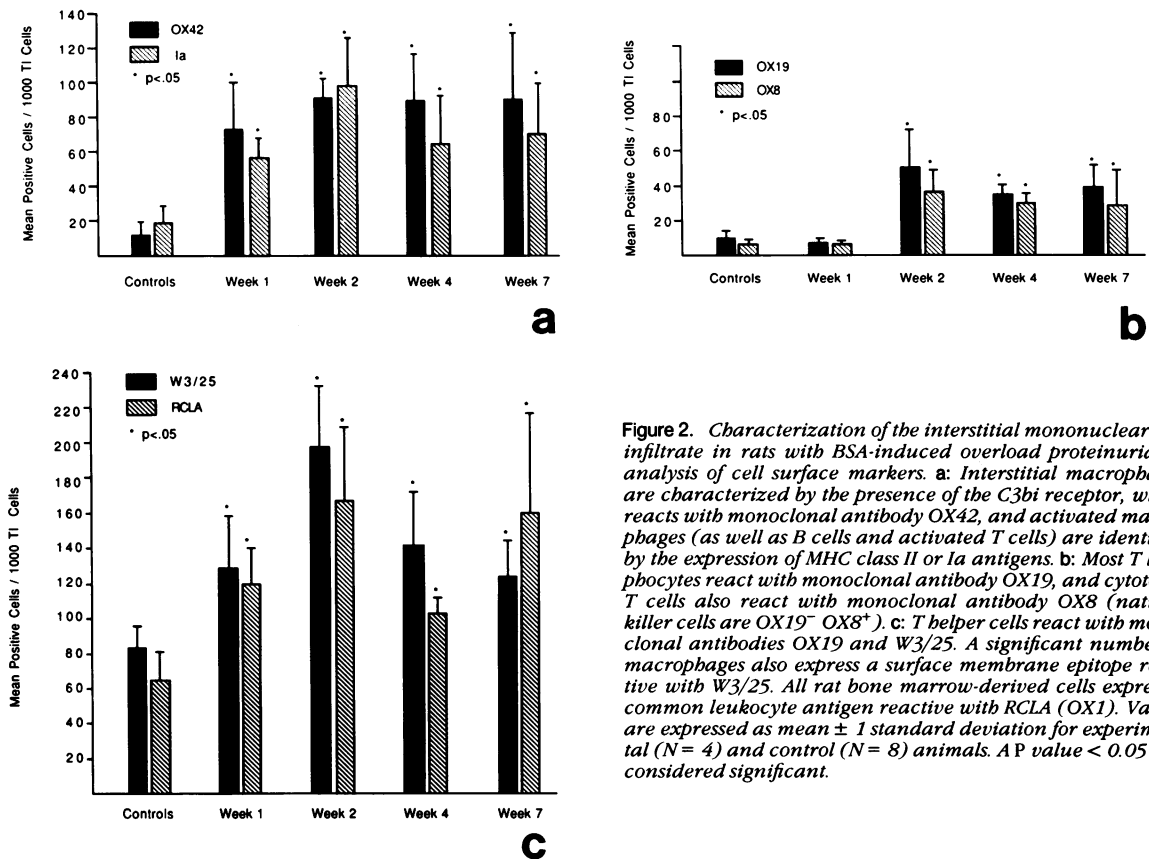 Mean Positive Cells / 1000 TI Cells
140
120
100
80
60
40
20
OX42
Ia
* p<.05
Controls
Week 1
Week 2
Week 4
Week 7
a
Mean Positive Cells / 1000 TI Cells
80
60
40
20
OX19
OX8
* p<.05
Controls
Week 1
Week 2
Week 4
Week 7
b
Mean Positive Cells / 1000 TI Cells
240
220
200
180
160
140
120
100
80
60
40
20
W3/25
RCLA
* p<.05
Controls
Week 1
Week 2
Week 4
Week 7
c
Figure 2. Characterization of the interstitial mononuclear
infiltrate in rats with BSA-induced overload proteinuria
analysis of cell surface markers. a: Interstitial macropha
are characterized by the presence of the C3bi receptor, w
reacts with monoclonal antibody OX42, and activated ma
phages (as well as B cells and activated T cells) are identi
by the expression of MHC class II or Ia antigens. b: Most T l
phocytes react with monoclonal antibody OX19, and cytot
T cells also react with monoclonal antibody OX8 (nat
killer cells are OX19⁻ OX8⁺). c: T helper cells react with mo
clonal antibodies OX19 and W3/25. A significant number
macrophages also express a surface membrane epitope re
tive with W3/25. All rat bone marrow-derived cells expre
common leukocyte antigen reactive with RCLA (OX1). Va
are expressed as mean ± 1 standard deviation for experim
tal (N = 4) and control (N = 8) animals. A P value < 0.05
considered significant.